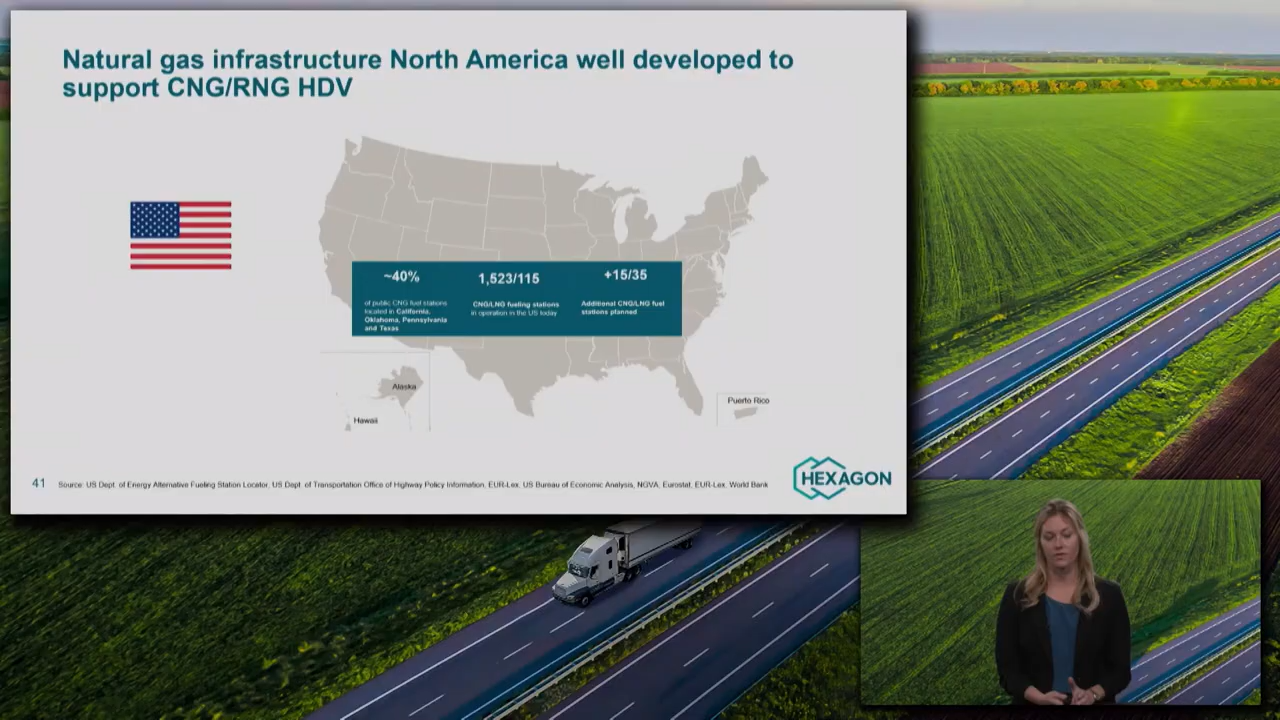 Natural gas infrastructure North America well developed to
support CNG/RNG HDV
~40%
of public CNG fuel stations
located in California,
Oklahoma, Pennsylvania
and Texas
1,523/115
CNG/LNG fueling stations
in operation in the US today
+15/35
Additional CNG/LNG fuel
stations planned
Alaska
Hawaii
Puerto Rico
41
Source: US Dept. of Energy Alternative Fueling Station Locator, US Dept. of Transportation Office of Highway Policy Information, EUR-Lex, US Bureau of Economic Analysis, NGVA, Eurostat, EUR-Lex, World Bank
HEXAGON